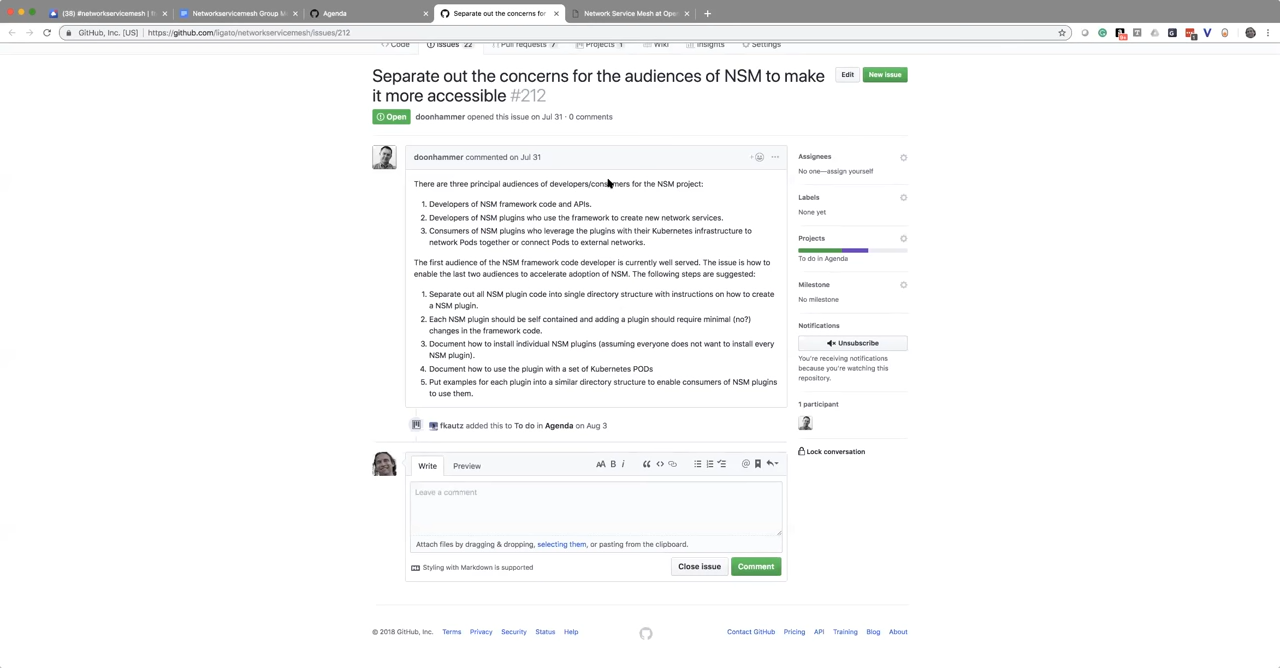 (38) #networkservicemesh | t
Networkservicemesh Group M
Agenda
Separate out the concerns for
Network Service Mesh at Ope
GitHub, Inc. [US] https://github.com/ligato/networkservicemesh/issues/212
Code Issues 22 Pull requests 7 Projects 1 Wiki Insights Settings
Separate out the concerns for the audiences of NSM to make
it more accessible #212
Edit New issue
Open doonhammer opened this issue on Jul 31 · 0 comments
doonhammer commented on Jul 31
There are three principal audiences of developers/consumers for the NSM project:
1. Developers of NSM framework code and APIs.
2. Developers of NSM plugins who use the framework to create new network services.
3. Consumers of NSM plugins who leverage the plugins with their Kubernetes infrastructure to
network Pods together or connect Pods to external networks.
The first audience of the NSM framework code developer is currently well served. The issue is how to
enable the last two audiences to accelerate adoption of NSM. The following steps are suggested:
1. Separate out all NSM plugin code into single directory structure with instructions on how to create
a NSM plugin.
2. Each NSM plugin should be self contained and adding a plugin should require minimal (no?)
changes in the framework code.
3. Document how to install individual NSM plugins (assuming everyone does not want to install every
NSM plugin).
4. Document how to use the plugin with a set of Kubernetes PODs
5. Put examples for each plugin into a similar directory structure to enable consumers of NSM plugins
to use them.
fkautz added this to To do in Agenda on Aug 3
Write Preview
AA B i
Leave a comment
Attach files by dragging & dropping, selecting them, or pasting from the clipboard.
Styling with Markdown is supported
Close issue Comment
Assignees
No one—assign yourself
Labels
None yet
Projects
To do in Agenda
Milestone
No milestone
Notifications
Unsubscribe
You're receiving notifications
because you're watching this
repository.
1 participant
Lock conversation
© 2018 GitHub, Inc. Terms Privacy Security Status Help
Contact GitHub Pricing API Training Blog About